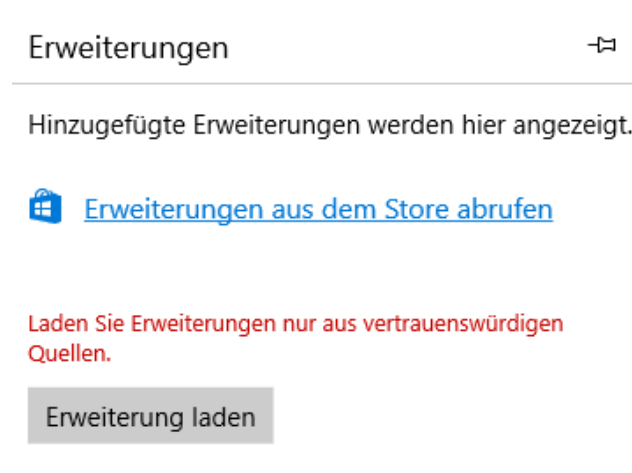 Erweiterungen
Hinzugefügte Erweiterungen werden hier angezeigt.
Erweiterungen aus dem Store abrufen
Laden Sie Erweiterungen nur aus vertrauenswürdigen
Quellen.
Erweiterung laden